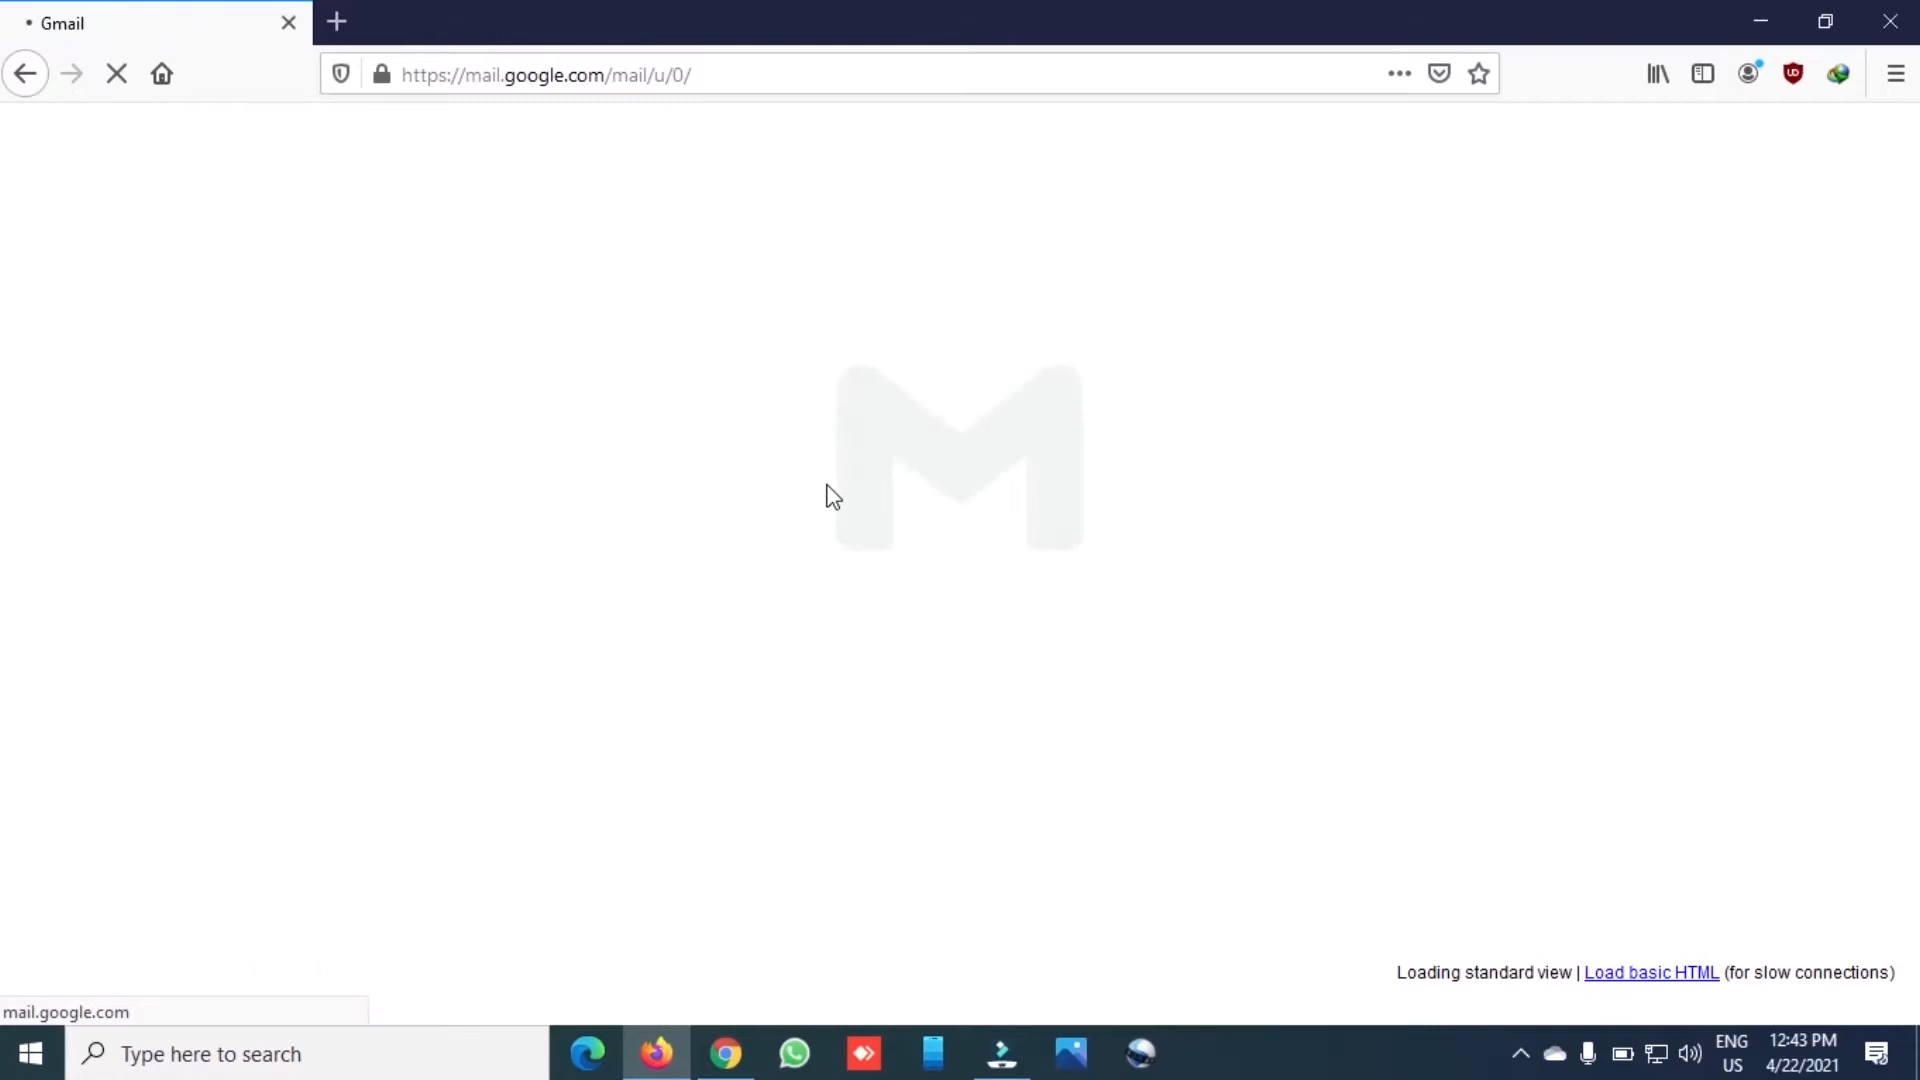 Gmail
https://mail.google.com/mail/u/0/
Loading standard view | Load basic HTML (for slow connections)
mail.google.com
Type here to search
ENG
US
12:43 PM
4/22/2021